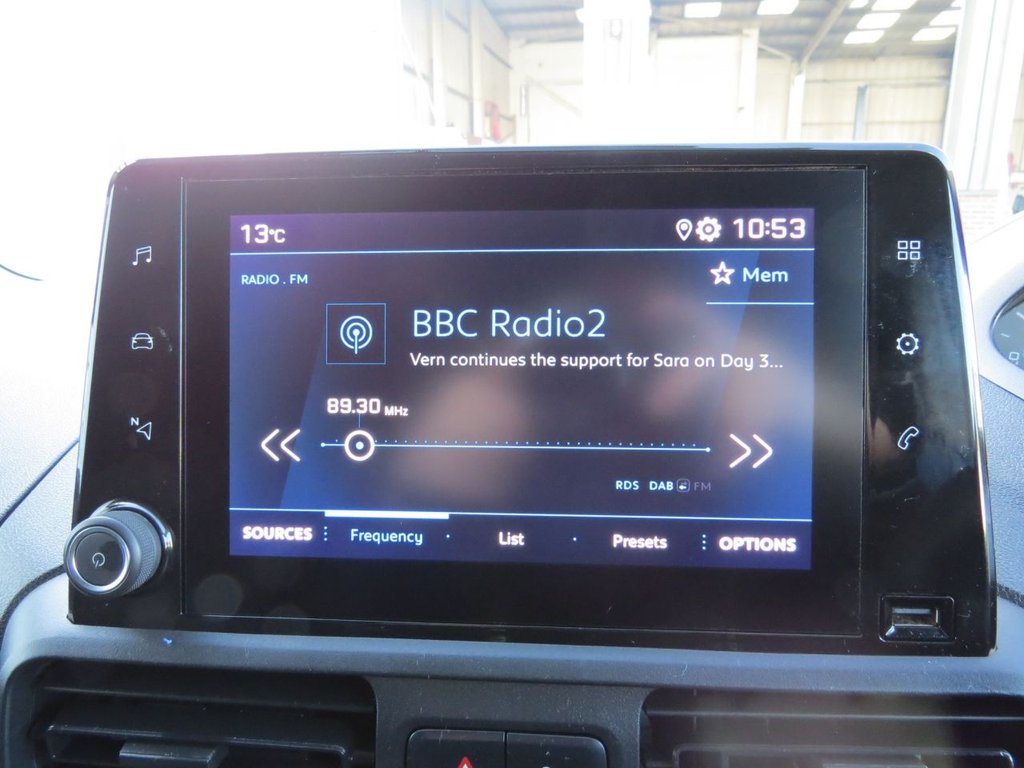 13°C 10:53
RADIO . FM
Mem
BBC Radio2
Vern continues the support for Sara on Day 3...
89.30 MHz
RDS DAB FM
SOURCES Frequency List Presets OPTIONS
N